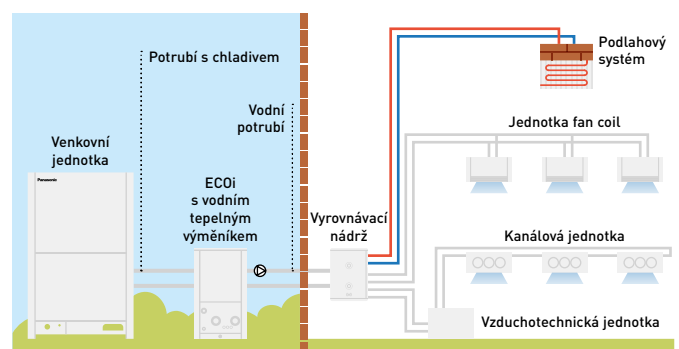 Potrubí s chladivem
Podlahový
systém
Vodní
potrubí
Jednotka fan coil
Venkovní
jednotka
Panasonic
ECOi
s vodním
tepelným
výměníkem
Vyrovnávací
nádrž
Kanálová jednotka
Vzduchotechnická jednotka